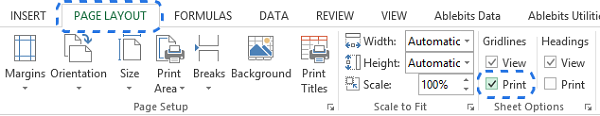 INSERT PAGE LAYOUT FORMULAS DATA REVIEW VIEW Ablebits Data Ablebits Utilities
Width: Automatic Gridlines Headings
Height: Automatic View View
Margins Orientation Size Print Area Breaks Background Print Titles Scale: 100% Print Print
Page Setup Scale to Fit Sheet Options